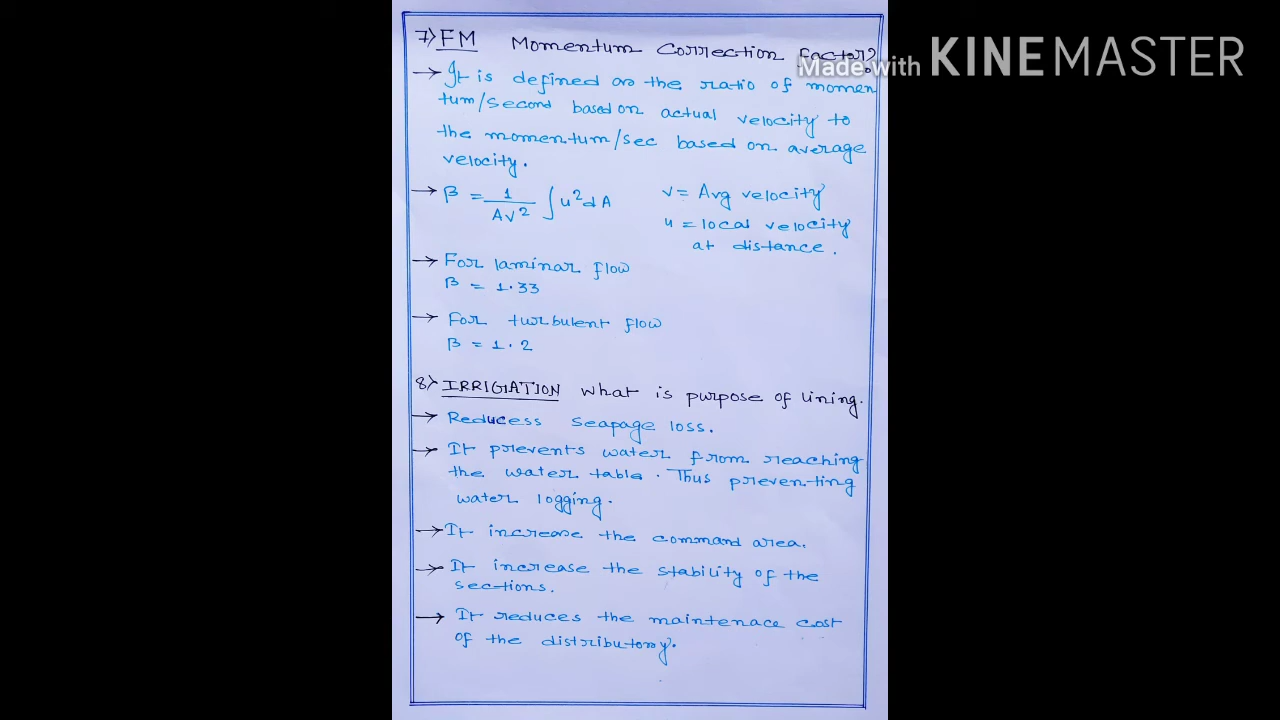 7) FM Momentum Correction Factor?
Made with KINEMASTER
→ It is defined as the ratio of momen
tum/second based on actual velocity to
the momentum/sec based on average
velocity.
→ β = 1/AV² ∫u²dA
v = Avg velocity
u = local velocity
at distance.
→ For laminar flow
β = 1.33
→ For turbulent flow
β = 1.2
8) IRRIGIATION What is purpose of lining.
→ Reducess seapage loss.
→ It prevents water from reaching
the water table. Thus preventing
water logging.
→ It increase the command area.
→ It increase the stability of the
sections.
→ It reduces the maintenace cost
of the distributory.